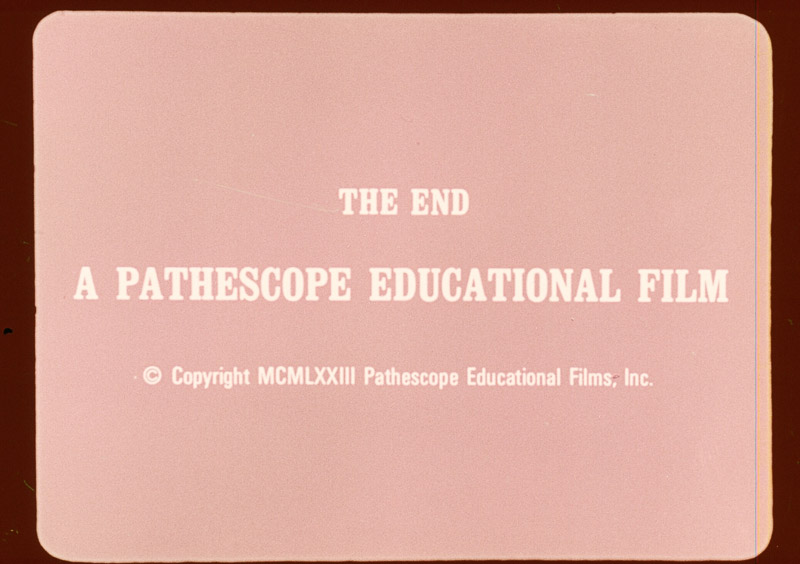 THE END
A PATHESCOPE EDUCATIONAL FILM
© Copyright MCMLXXIII Pathescope Educational Films, Inc.